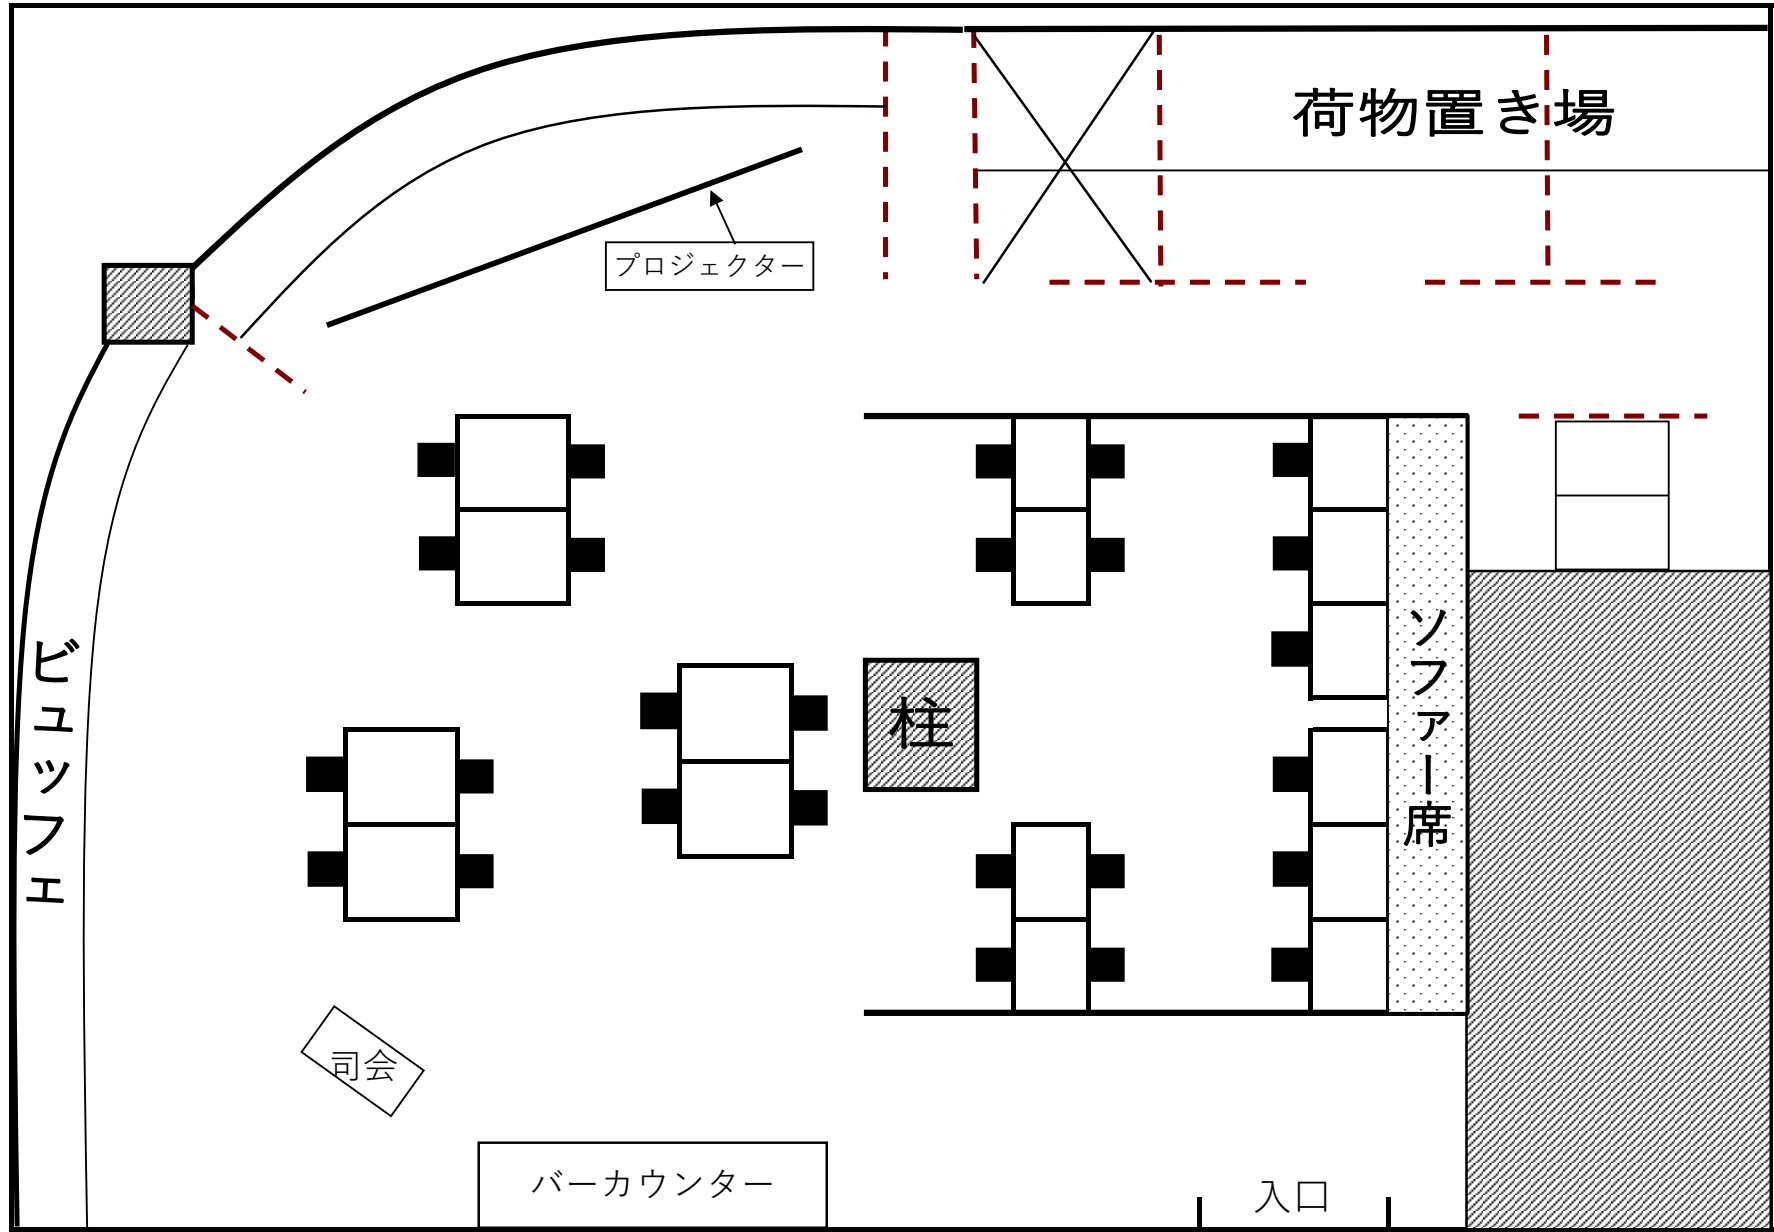 荷物置き場
プロジェクター
ビュッフェ
ソファー席
柱
司会
バーカウンター
入口